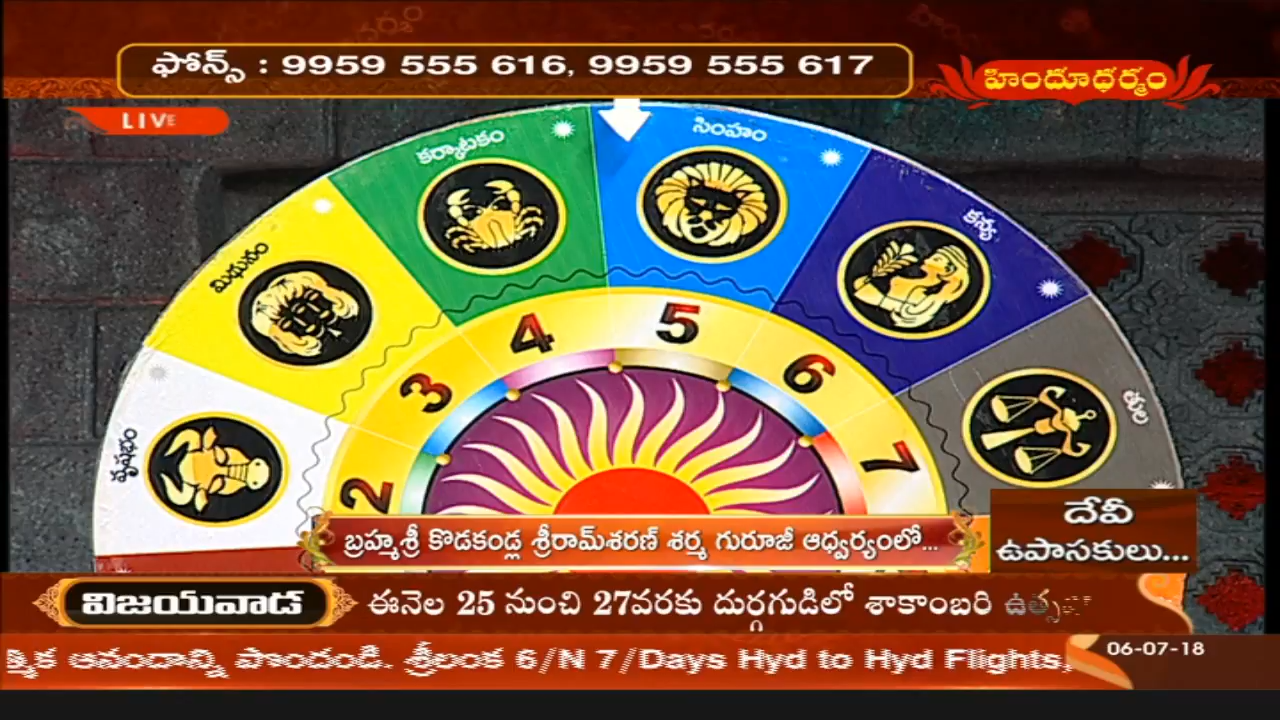 ఫోన్స్ : 9959 555 616, 9959 555 617
హిందూధర్మం
LIVE
వృషభం
మిథునం
కర్కాటకం
సింహం
కన్య
తుల
2
3
4
5
6
7
బ్రహ్మశ్రీ కొడకండ్ల శ్రీరామ్‌శరణ్ శర్మ గురూజీ ఆధ్వర్యంలో...
దేవీ
ఉపాసకులు...
విజయవాడ
ఈనెల 25 నుంచి 27వరకు దుర్గగుడిలో శాకాంబరి
ఆనందాన్ని పొందండి. శ్రీలంక 6/N 7/Days Hyd to Hyd Flights,
06-07-18